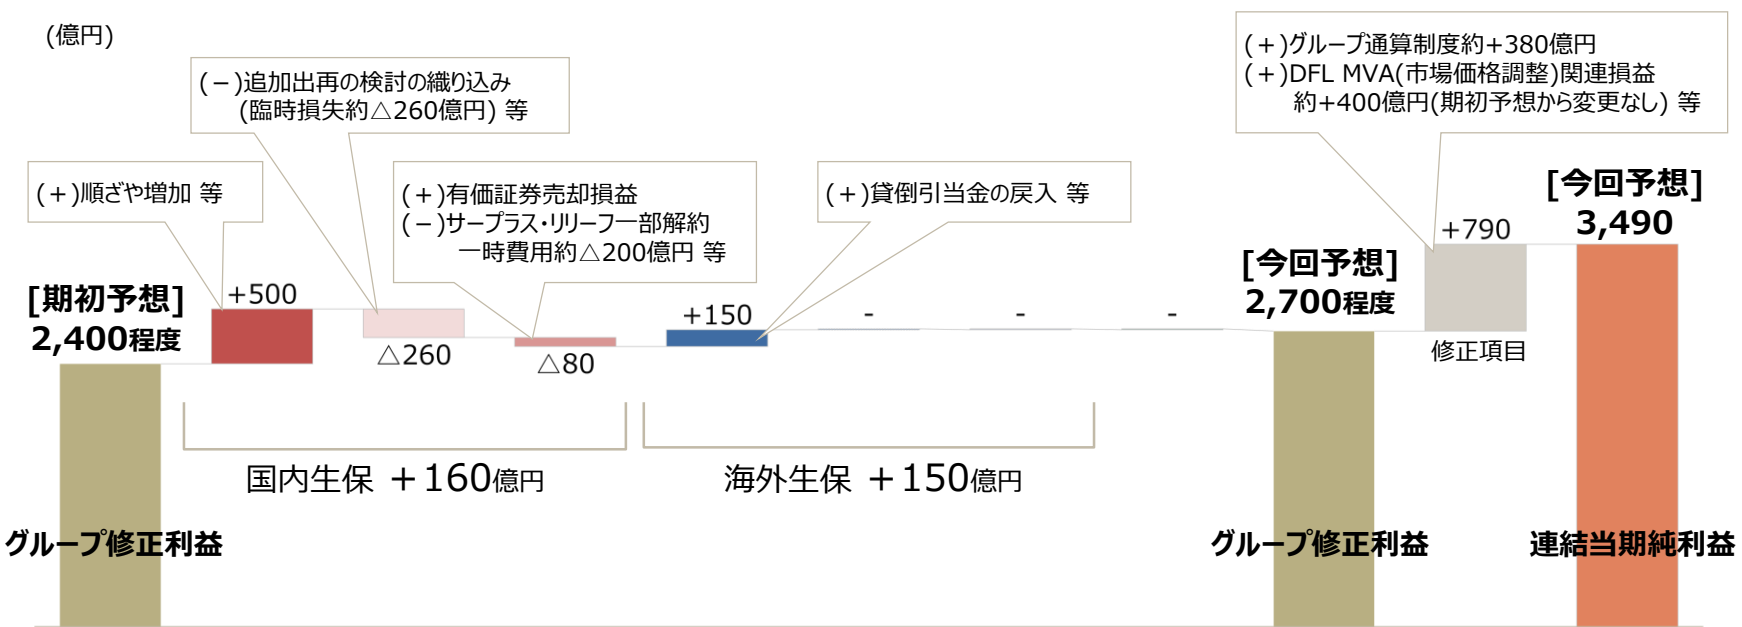 (億円)
(＋)グループ通算制度約+380億円
(＋)DFL MVA(市場価格調整)関連損益
約+400億円(期初予想から変更なし) 等
(－)追加出再の検討の織り込み
(臨時損失約△260億円) 等
(＋)順ざや増加 等
(＋)有価証券売却損益
(－)サープラス・リリーフ一部解約
一時費用約△200億円 等
(＋)貸倒引当金の戻入 等
[今回予想]
3,490
+790
[今回予想]
2,700程度
[期初予想]
2,400程度
+500
△260
△80
+150
-
-
-
修正項目
国内生保 ＋160億円
海外生保 ＋150億円
グループ修正利益
グループ修正利益
連結当期純利益